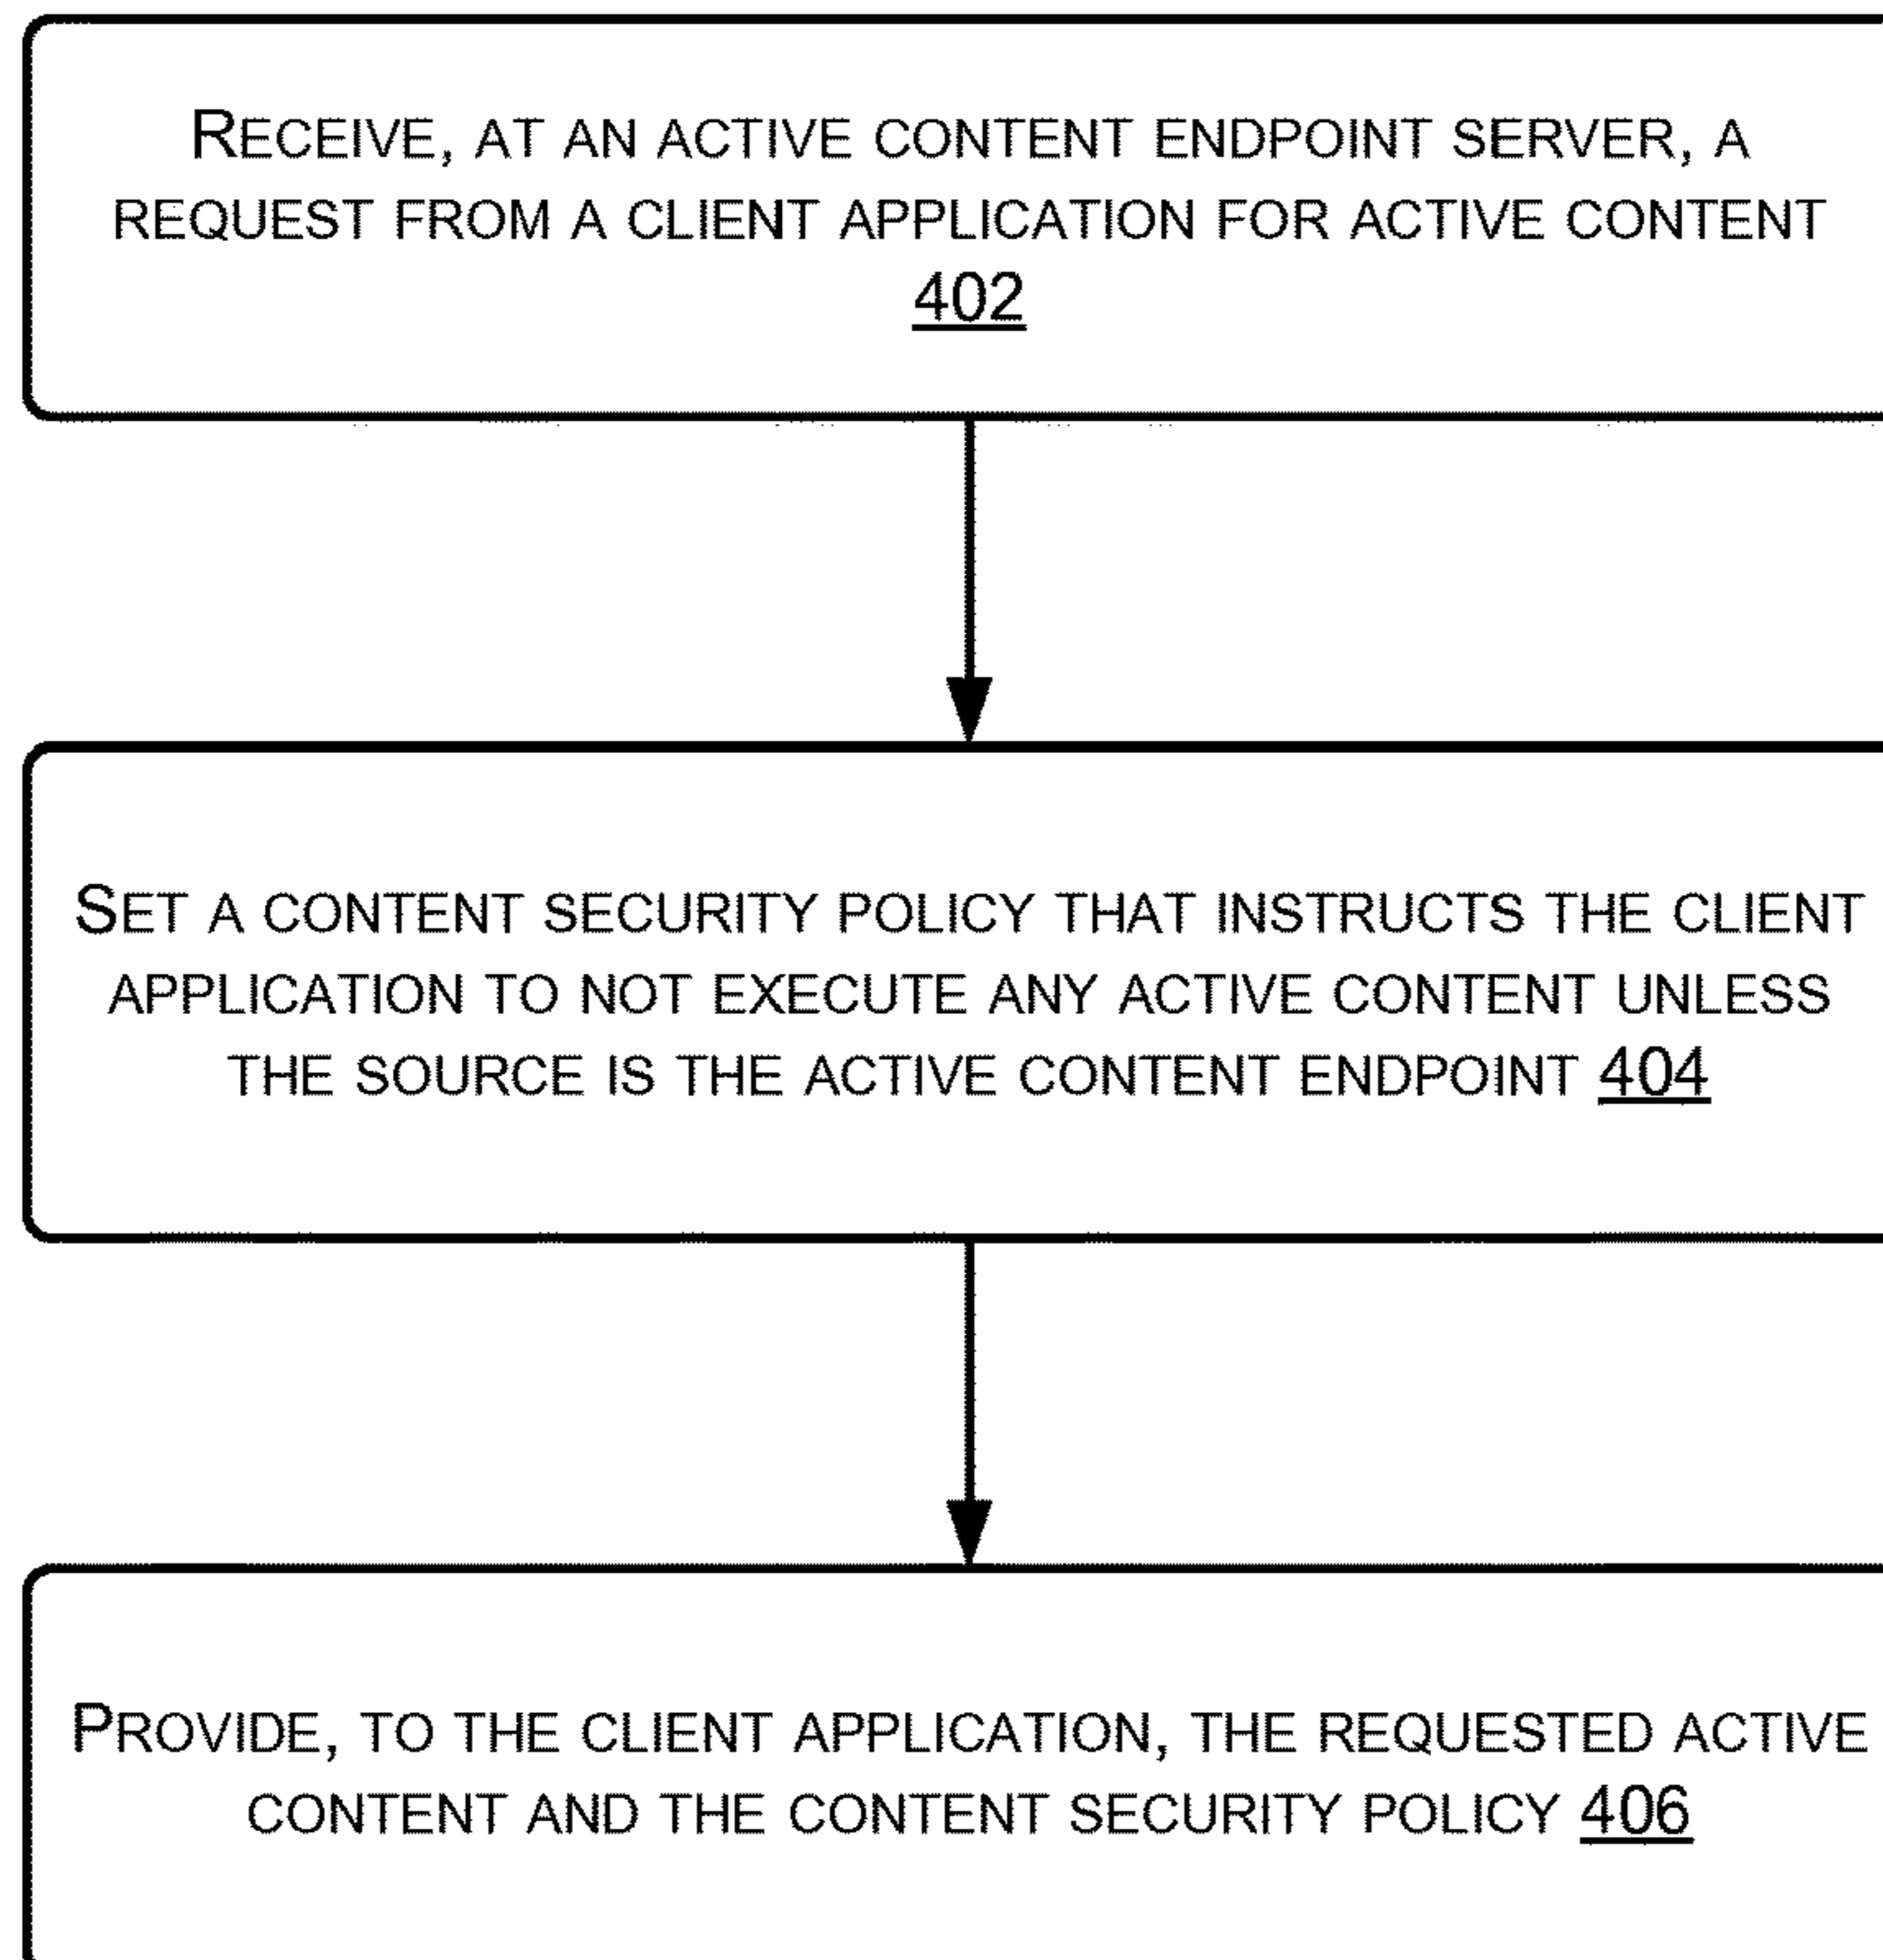 RECEIVE, AT AN ACTIVE CONTENT ENDPOINT SERVER, A
REQUEST FROM A CLIENT APPLICATION FOR ACTIVE CONTENT
402
SET A CONTENT SECURITY POLICY THAT INSTRUCTS THE CLIENT
APPLICATION TO NOT EXECUTE ANY ACTIVE CONTENT UNLESS
THE SOURCE IS THE ACTIVE CONTENT ENDPOINT 404
PROVIDE, TO THE CLIENT APPLICATION, THE REQUESTED ACTIVE
CONTENT AND THE CONTENT SECURITY POLICY 406